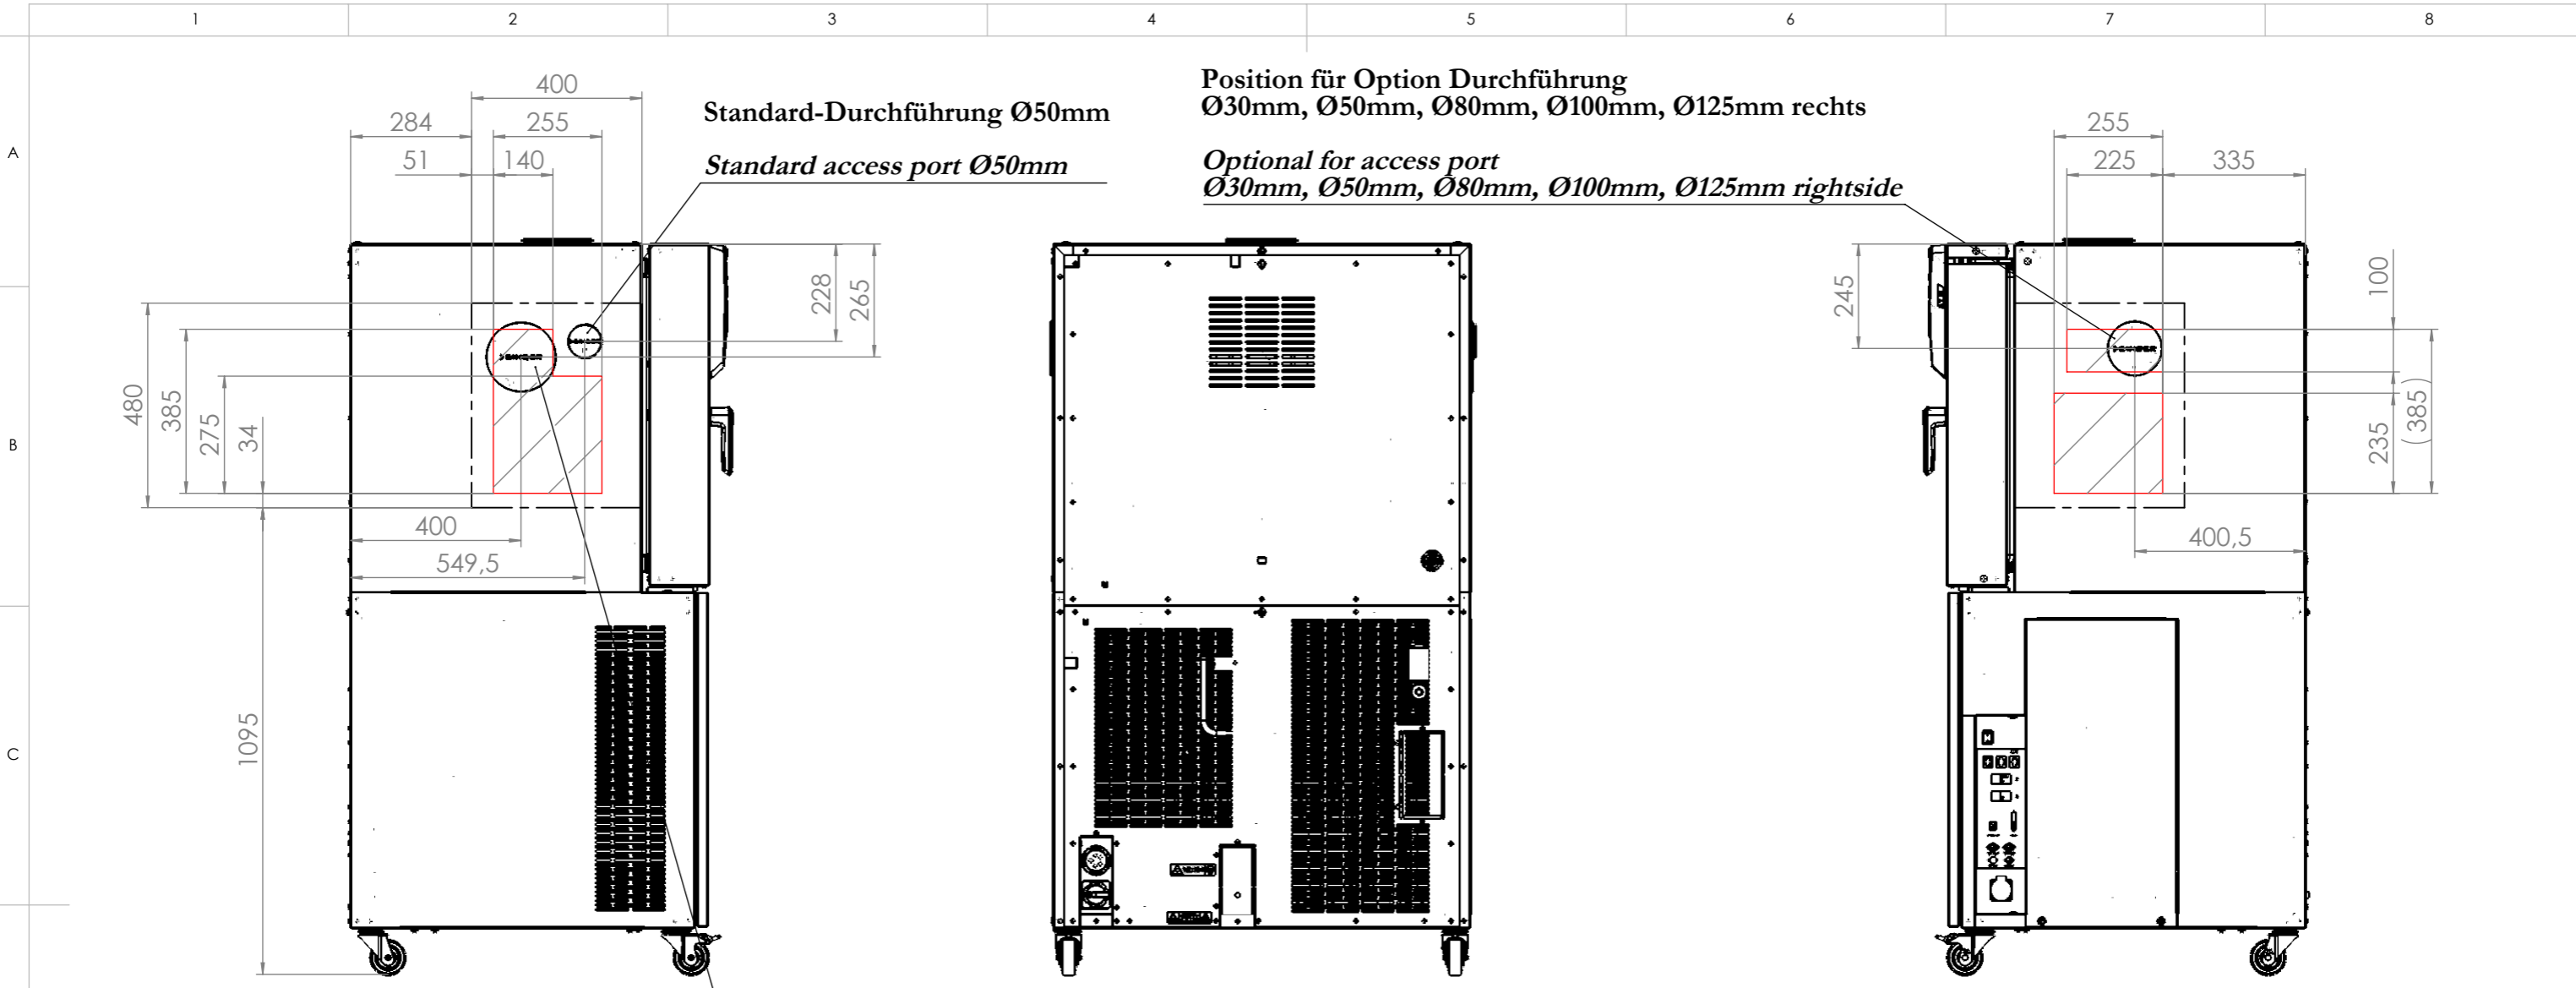 1 2 3 4 5 6 7 8
A
B
C
Standard-Durchführung Ø50mm
Standard access port Ø50mm
Position für Option Durchführung
Ø30mm, Ø50mm, Ø80mm, Ø100mm, Ø125mm rechts
Optional for access port
Ø30mm, Ø50mm, Ø80mm, Ø100mm, Ø125mm rightside
400
284 255
51 140
228
265
480
385
275
34
400
549,5
1095
255
225 335
245
100
(385)
235
400,5